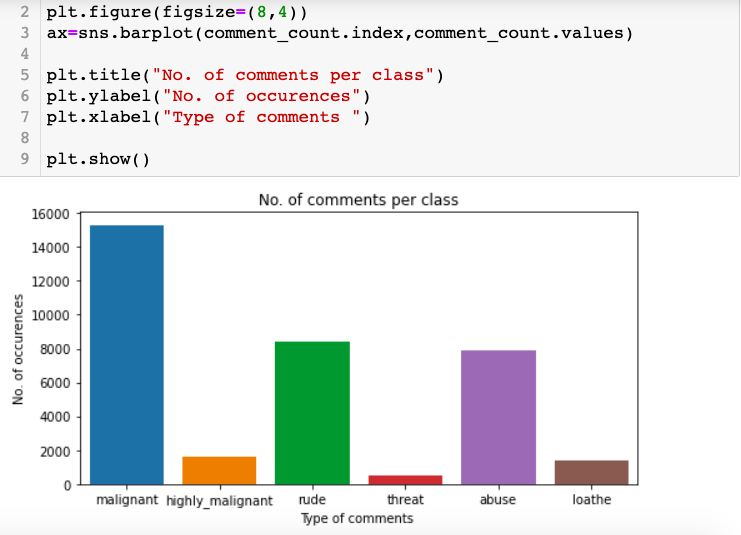 2 plt.figure(figsize=(8,4))
3 ax=sns.barplot(comment_count.index,comment_count.values)
4
5 plt.title("No. of comments per class")
6 plt.ylabel("No. of occurences")
7 plt.xlabel("Type of comments ")
8
9 plt.show()
No. of comments per class
16000
14000
12000
10000
8000
6000
4000
2000
0
No. of occurences
malignant highly_malignant rude threat abuse loathe
Type of comments